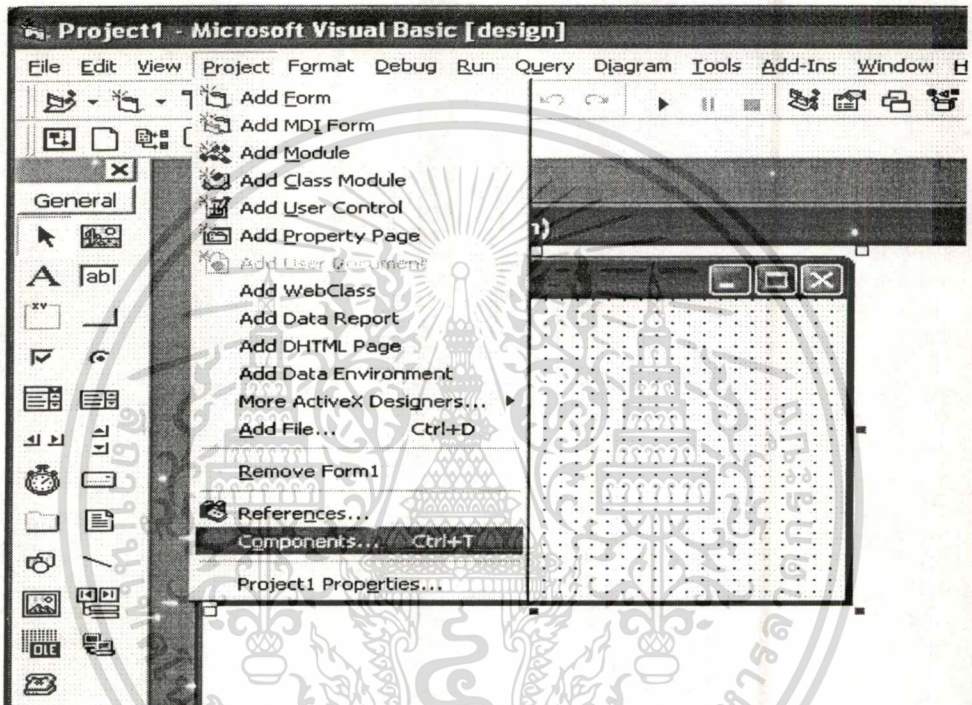 Project1 - Microsoft Visual Basic [design]
File Edit View Project Format Debug Run Query Diagram Tools Add-Ins Window H
Add Form
Add MDI Form
Add Module
General
Add Class Module
Add User Control
Add Property Page
Add User Document
A ab|
Add WebClass
xv
Add Data Report
Add DHTML Page
Add Data Environment
More ActiveX Designers...
Add File... Ctrl+D
Remove Form1
References...
Components... Ctrl+T
Project1 Properties...
OLE